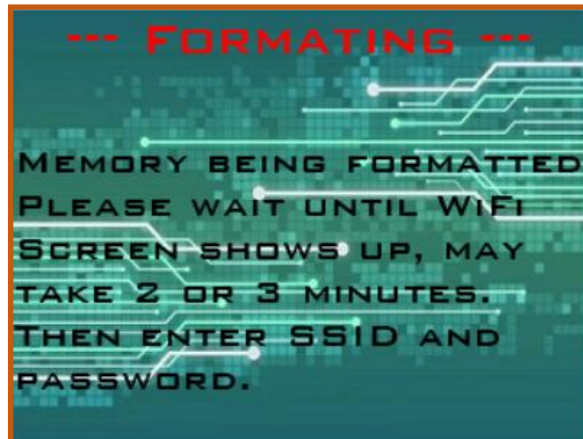 --- Formating ---
Memory being formatted
Please wait until WiFi
Screen shows up, may
take 2 or 3 minutes.
Then enter SSID and
password.